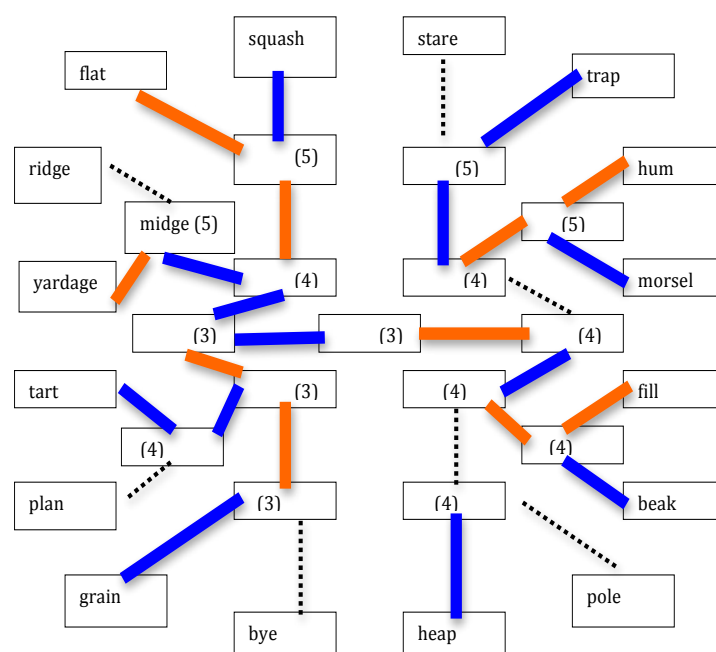 squash
stare
flat
trap
(5)
(5)
ridge
hum
midge (5)
(5)
yardage
(4)
(4)
morsel
(3)
(3)
(4)
tart
(3)
(4)
fill
(4)
(4)
plan
(3)
(4)
beak
grain
pole
bye
heap